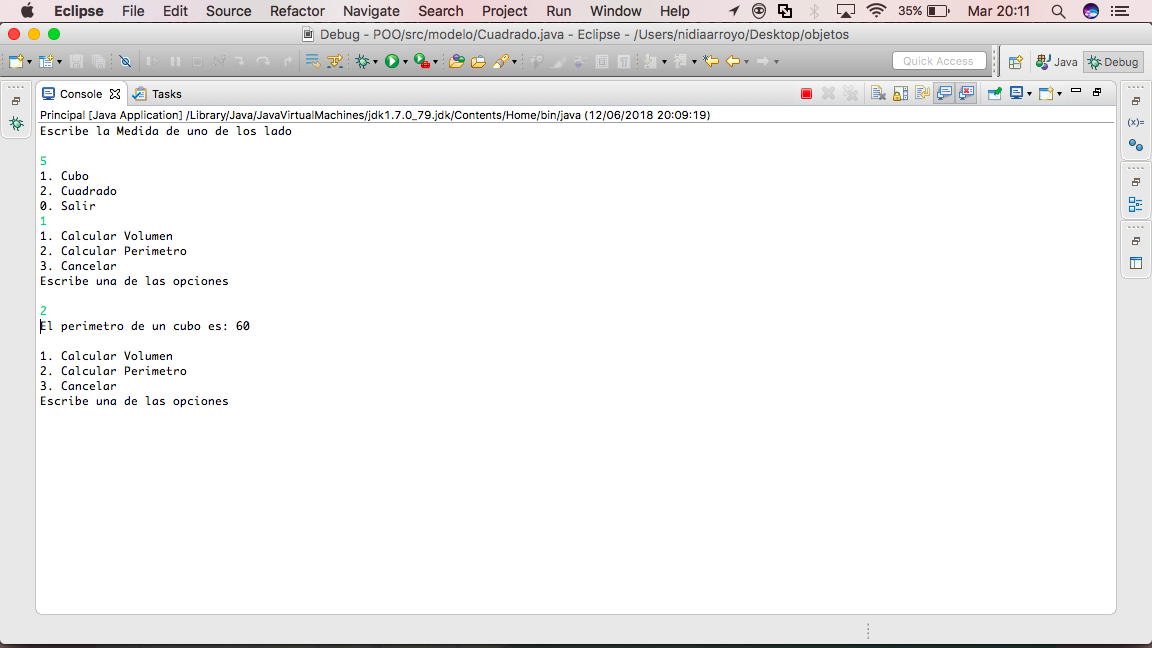 Eclipse File Edit Source Refactor Navigate Search Project Run Window Help 35% Mar 20:11
Debug - POO/src/modelo/Cuadrado.java - Eclipse - /Users/nidiaarroyo/Desktop/objetos
Quick Access Java Debug
Console Tasks
Principal [Java Application] /Library/Java/JavaVirtualMachines/jdk1.7.0_79.jdk/Contents/Home/bin/java (12/06/2018 20:09:19)
Escribe la Medida de uno de los lado
5
1. Cubo
2. Cuadrado
0. Salir
1
1. Calcular Volumen
2. Calcular Perimetro
3. Cancelar
Escribe una de las opciones
2
El perimetro de un cubo es: 60
1. Calcular Volumen
2. Calcular Perimetro
3. Cancelar
Escribe una de las opciones